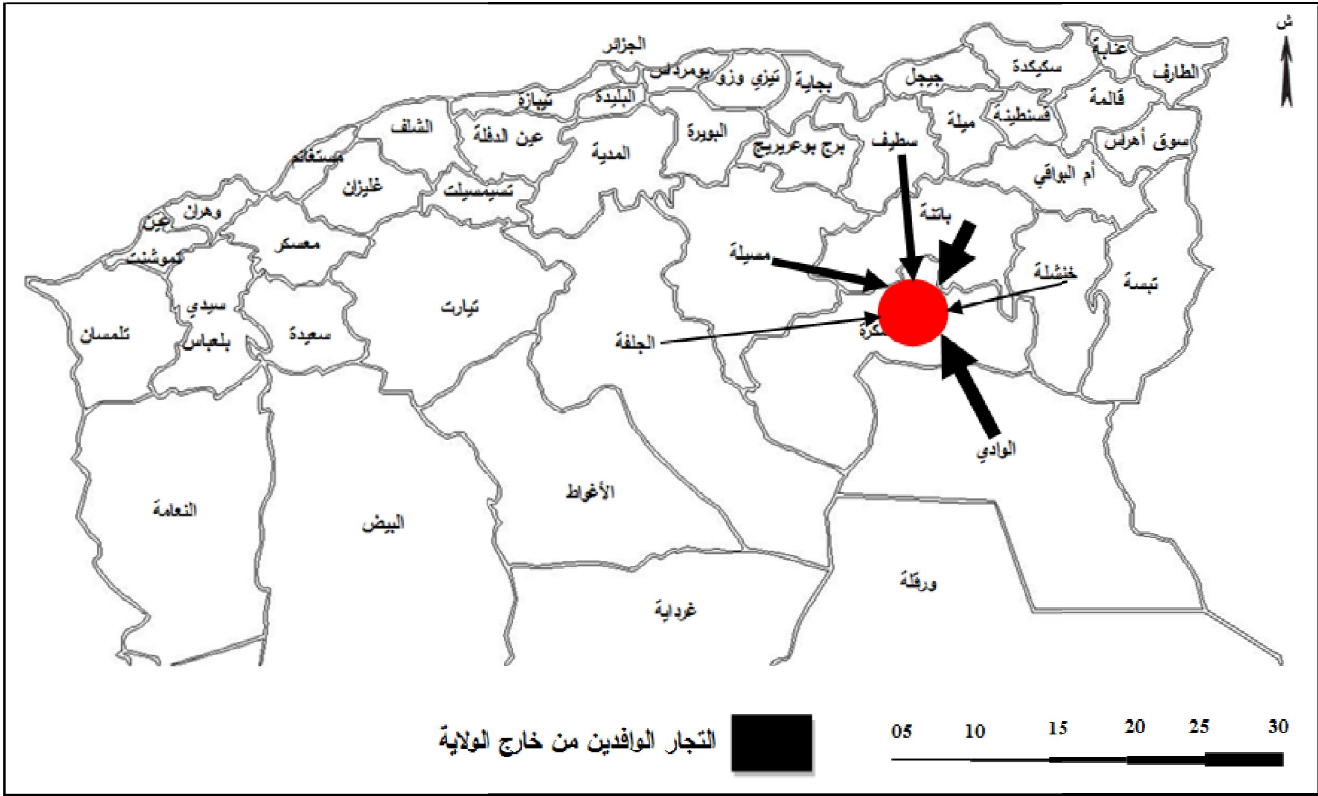 ش
الجزائر
عنابة
سكيكدة
الطارف
بومرداس
تيزي وزو
بجاية
جيجل
قالمة
تيبازة
البليدة
قسنطينة
ميلة
سوق أهراس
الشلف
عين الدفلة
البويرة
سطيف
المدية
برج بوعريريج
أم البواقي
مستغانم
غليزان
تسيمسيلت
باتنة
وهران
عين
تموشنت
معسكر
مسيلة
خنشلة
تبسة
سيدي
بلعباس
تيارت
تلمسان
سعيدة
الجلفة
سكرة
الوادي
الأغواط
النعامة
البيض
ورقلة
غرداية
التجار الوافدين من خارج الولاية
05 10 15 20 25 30